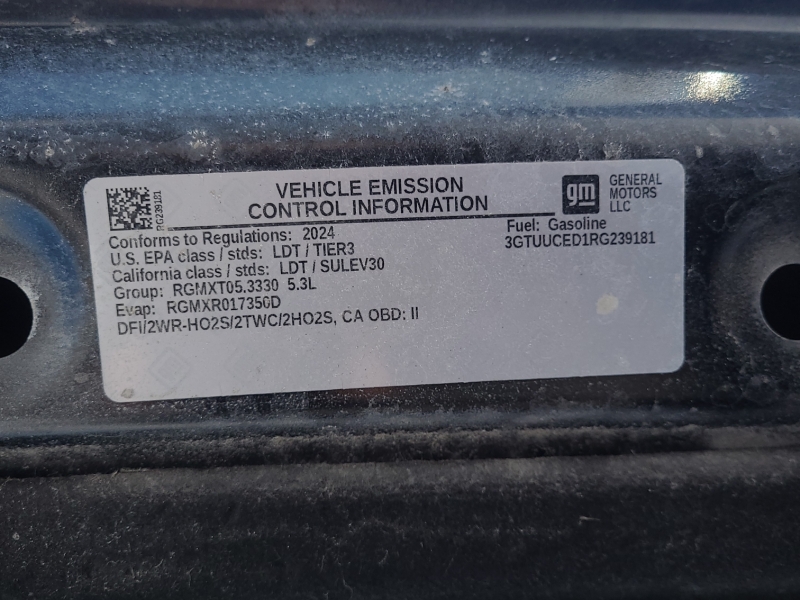 VEHICLE EMISSION
CONTROL INFORMATION
gm
GENERAL
MOTORS
LLC
RG239181
Conforms to Regulations: 2024
Fuel: Gasoline
U.S. EPA class / stds: LDT / TIER3
3GTUUCED1RG239181
California class / stds: LDT / SULEV30
Group: RGMXT05.3330 5.3L
Evap: RGMXR017350D
DFI/2WR-HO2S/2TWC/2HO2S, CA OBD: II